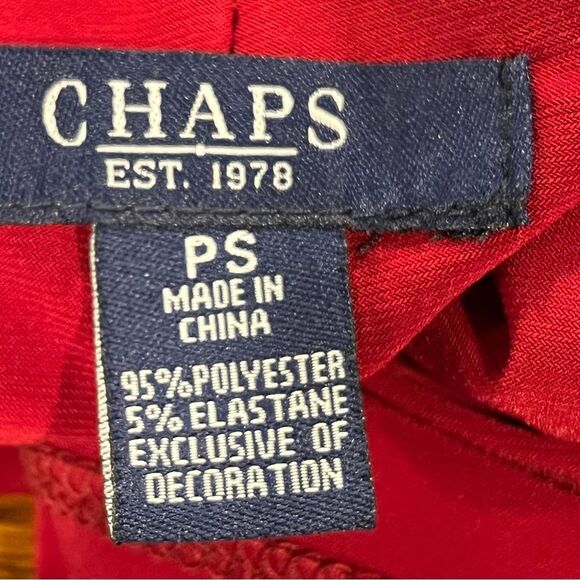 CHAPS
EST. 1978
PS
MADE IN
CHINA
95%POLYESTER
5% ELASTANE
EXCLUSIVE OF
DECORATION